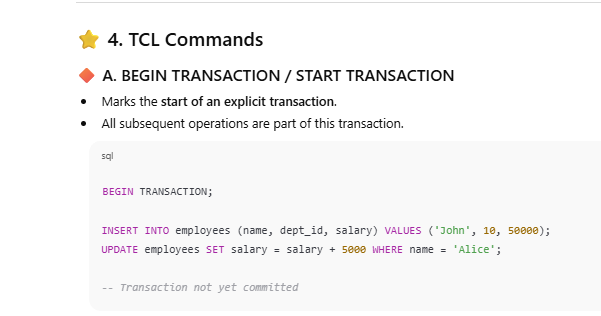 ⭐ 4. TCL Commands
🔶 A. BEGIN TRANSACTION / START TRANSACTION
• Marks the start of an explicit transaction.
• All subsequent operations are part of this transaction.
sql
BEGIN TRANSACTION;
INSERT INTO employees (name, dept_id, salary) VALUES ('John', 10, 50000);
UPDATE employees SET salary = salary + 5000 WHERE name = 'Alice';
-- Transaction not yet committed